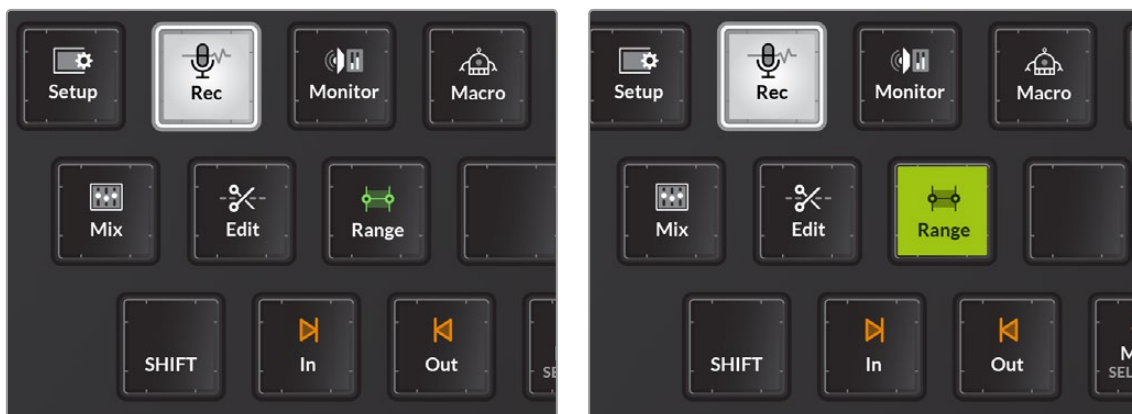 Setup Rec Monitor Macro
Mix Edit Range
SHIFT In Out
Setup Rec Monitor Macro
Mix Edit Range
SHIFT In Out